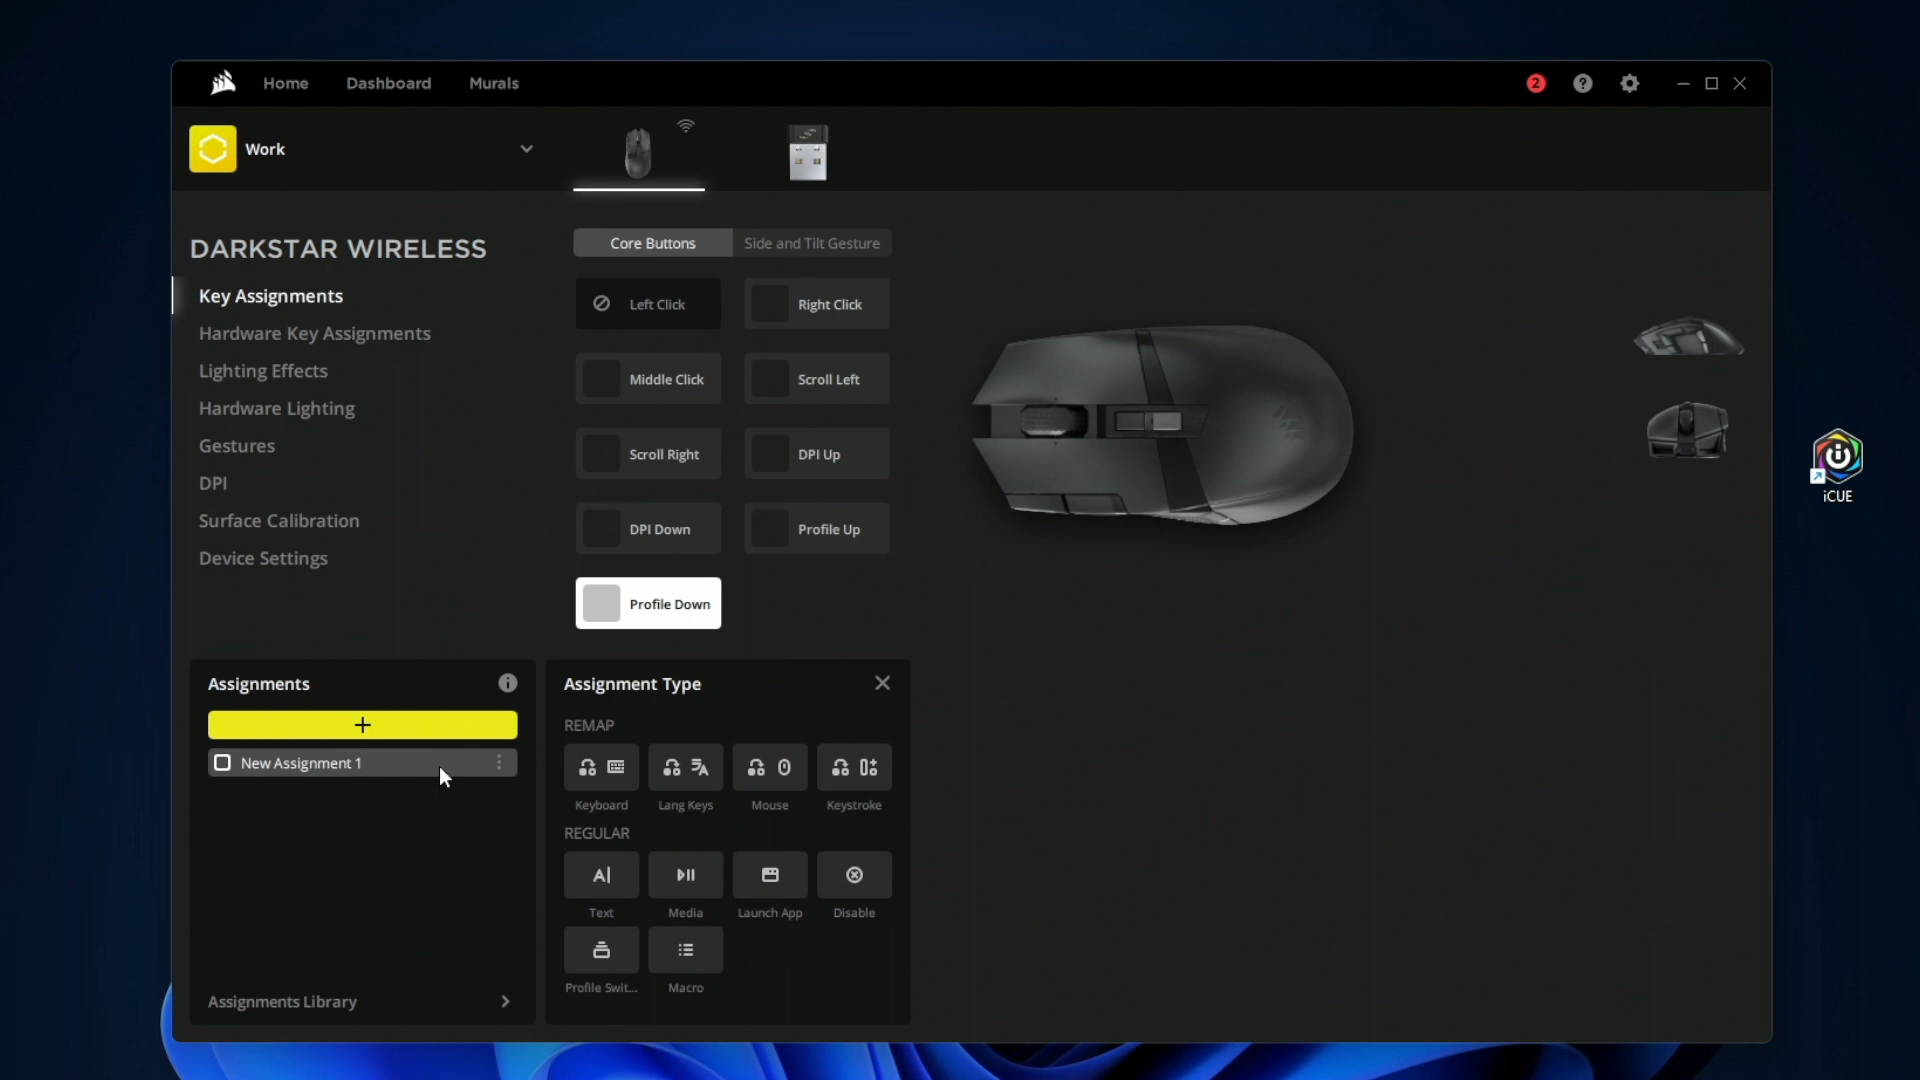 Home
Dashboard
Murals
2
Work
DARKSTAR WIRELESS
Key Assignments
Hardware Key Assignments
Lighting Effects
Hardware Lighting
Gestures
DPI
Surface Calibration
Device Settings
Core Buttons
Side and Tilt Gesture
Left Click
Right Click
Middle Click
Scroll Left
Scroll Right
DPI Up
DPI Down
Profile Up
Profile Down
iCUE
Assignments
New Assignment 1
Assignments Library
Assignment Type
REMAP
Keyboard
Lang Keys
Mouse
Keystroke
REGULAR
Text
Media
Launch App
Disable
Profile Swit...
Macro